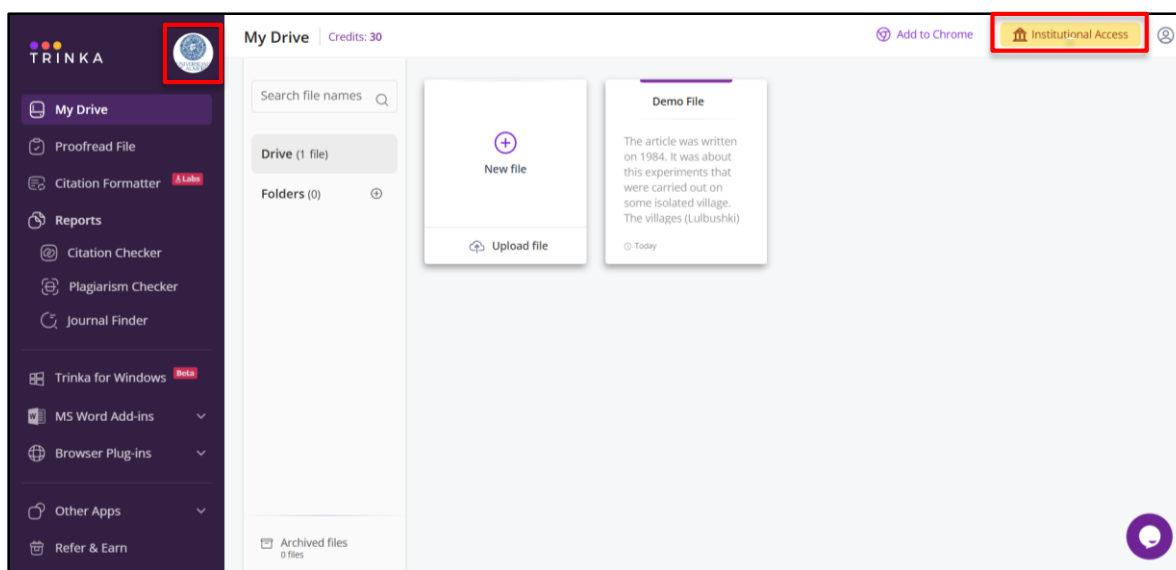 TRINKA
My Drive
Proofread File
Citation Formatter Labs
Reports
Citation Checker
Plagiarism Checker
Journal Finder
Trinka for Windows Beta
MS Word Add-ins
Browser Plug-ins
Other Apps
Refer & Earn
My Drive Credits: 30
Add to Chrome
Institutional Access
Search file names
Drive (1 file)
Folders (0)
Archived files
0 files
New file
Upload file
Demo File
The article was written
on 1984. It was about
this experiments that
were carried out on
some isolated village.
The villages (Lulbushki)
Today